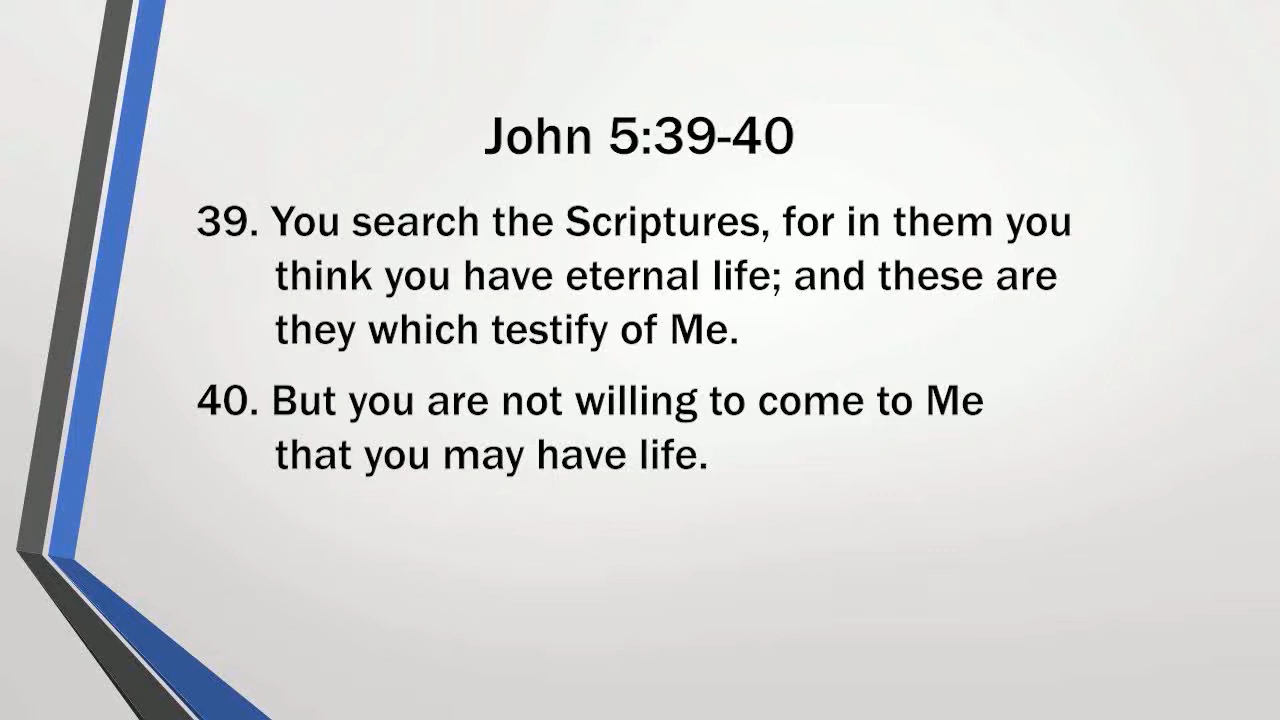 John 5:39-40
39. You search the Scriptures, for in them you
think you have eternal life; and these are
they which testify of Me.
40. But you are not willing to come to Me
that you may have life.